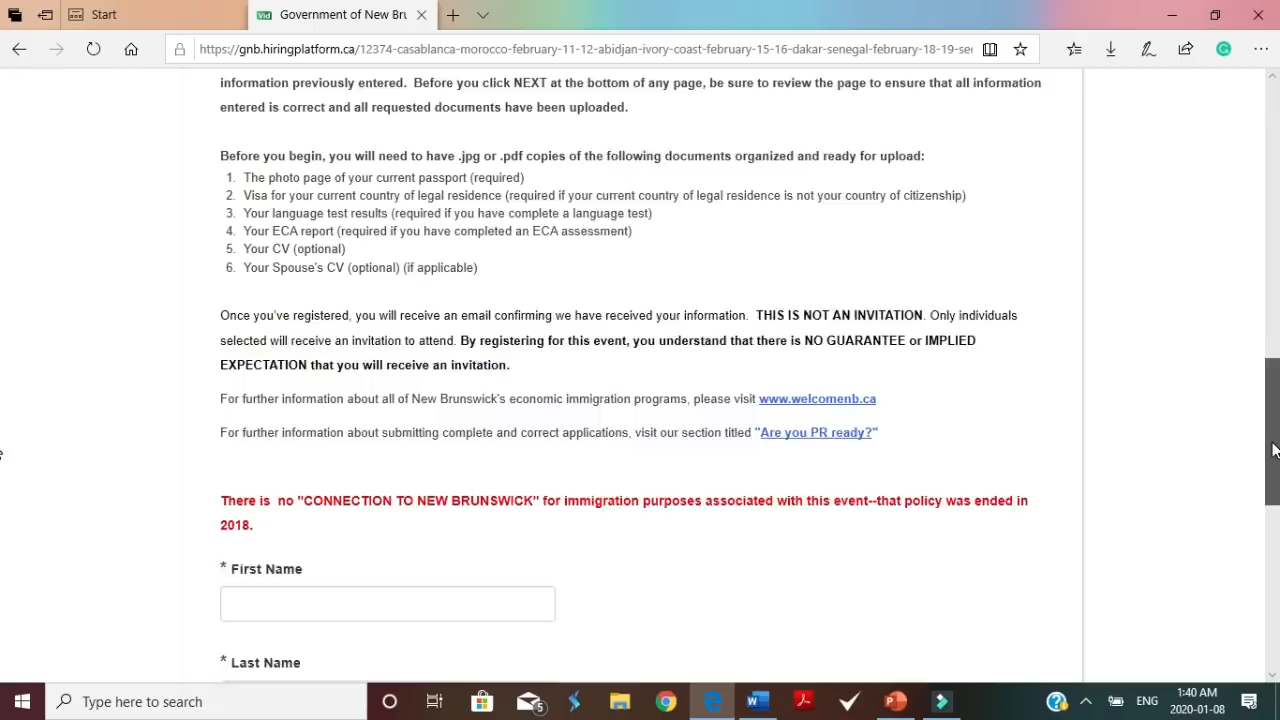 Start
Government of New Bru
https://gnb.hiringplatform.ca/12374-casablanca-morocco-february-11-12-abidjan-ivory-coast-february-15-16-dakar-senegal-february-18-19-sec
information previously entered.  Before you click NEXT at the bottom of any page, be sure to review the page to ensure that all information
entered is correct and all requested documents have been uploaded.
Before you begin, you will need to have .jpg or .pdf copies of the following documents organized and ready for upload:
1. The photo page of your current passport (required)
2. Visa for your current country of legal residence (required if your current country of legal residence is not your country of citizenship)
3. Your language test results (required if you have complete a language test)
4. Your ECA report (required if you have completed an ECA assessment)
5. Your CV (optional)
6. Your Spouse's CV (optional) (if applicable)
Once you've registered, you will receive an email confirming we have received your information.  THIS IS NOT AN INVITATION. Only individuals
selected will receive an invitation to attend. By registering for this event, you understand that there is NO GUARANTEE or IMPLIED
EXPECTATION that you will receive an invitation.
For further information about all of New Brunswick's economic immigration programs, please visit www.welcomenb.ca
For further information about submitting complete and correct applications, visit our section titled "Are you PR ready?"
There is  no "CONNECTION TO NEW BRUNSWICK" for immigration purposes associated with this event--that policy was ended in
2018.
* First Name
* Last Name
Type here to search
5
ENG
1:40 AM
2020-01-08